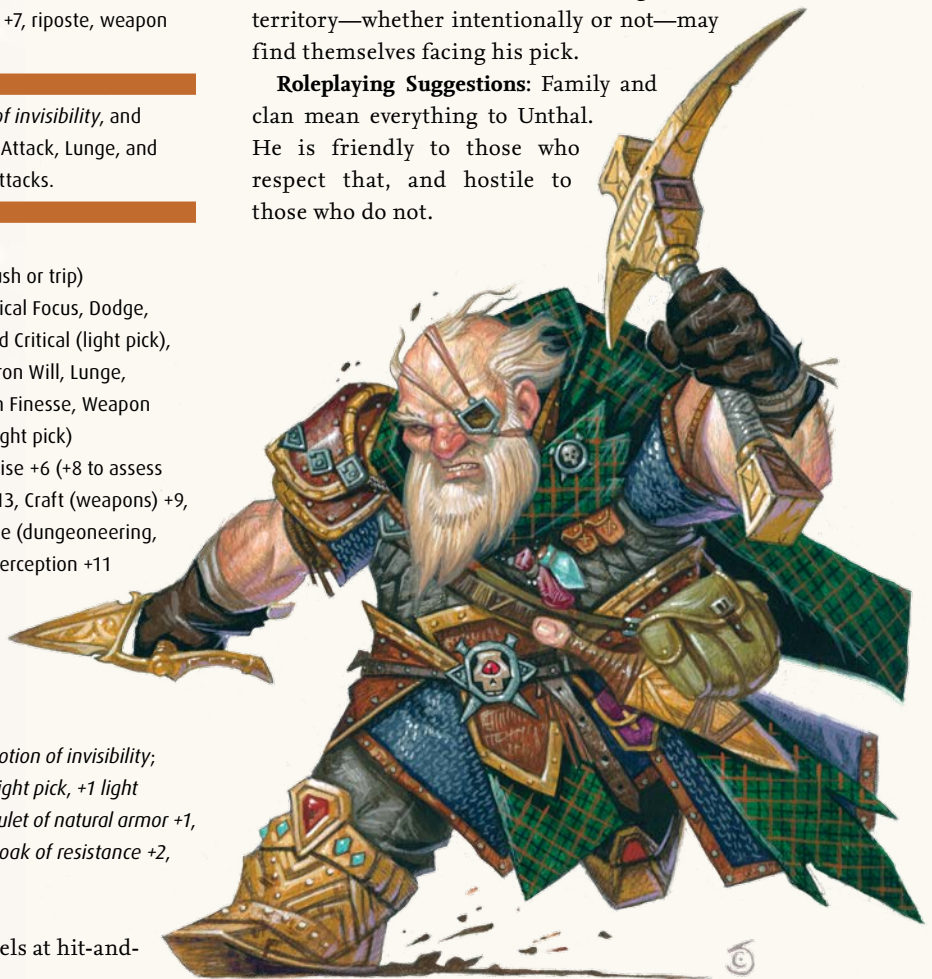 +7, riposte, weapon
of invisibility, and
Attack, Lunge, and
ttacks.
ush or trip)
ical Focus, Dodge,
d Critical (light pick),
ron Will, Lunge,
n Finesse, Weapon
ght pick)
ise +6 (+8 to assess
13, Craft (weapons) +9,
e (dungeoneering,
erception +11
otion of invisibility;
ight pick, +1 light
ulet of natural armor +1,
oak of resistance +2,
els at hit-and-
territory—whether intentionally or not—may
find themselves facing his pick.
Roleplaying Suggestions: Family and
clan mean everything to Unthal.
He is friendly to those who
respect that, and hostile to
those who do not.